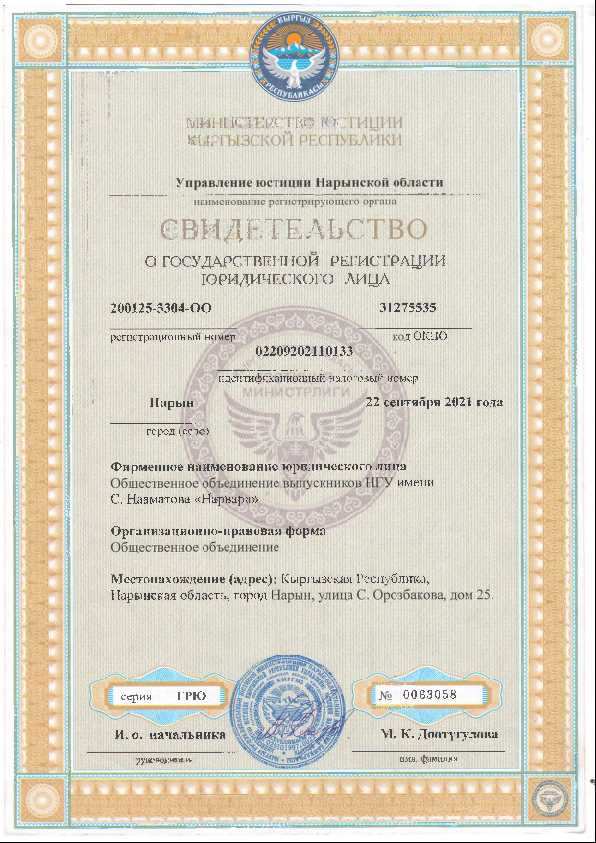 КЫРГЫЗ
РЕСПУБЛИКАСЫ
МИНИСТЕРСТВО ЮСТИЦИИ
КЫРГЫЗСКОЙ РЕСПУБЛИКИ
Управление юстиции Нарынской области
наименование регистрирующего органа
СВИДЕТЕЛЬСТВО
О ГОСУДАРСТВЕННОЙ РЕГИСТРАЦИИ
ЮРИДИЧЕСКОГО ЛИЦА
200125-3304-ОО 31275535
регистрационный номер код ОКПО
02209202110133
идентификационный налоговый номер
МИНИСТРЛИГИ
Нарын 22 сентября 2021 года
город (село)
Фирменное наименование юридического лица
Общественное объединение выпускников НГУ имени
С. Нааматова «Нарвара»
Организационно-правовая форма
Общественное объединение
Местонахождение (адрес): Кыргызская Республика,
Нарынская область, город Нарын, улица С. Орозбакова, дом 25.
серия ГРЮ № 0063058
И. о. начальника М. К. Доотугулова
руководитель имя, фамилия